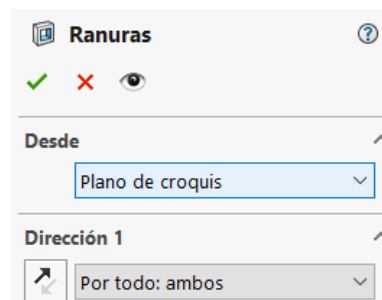 Ranuras
Desde
Plano de croquis
Dirección 1
Por todo: ambos